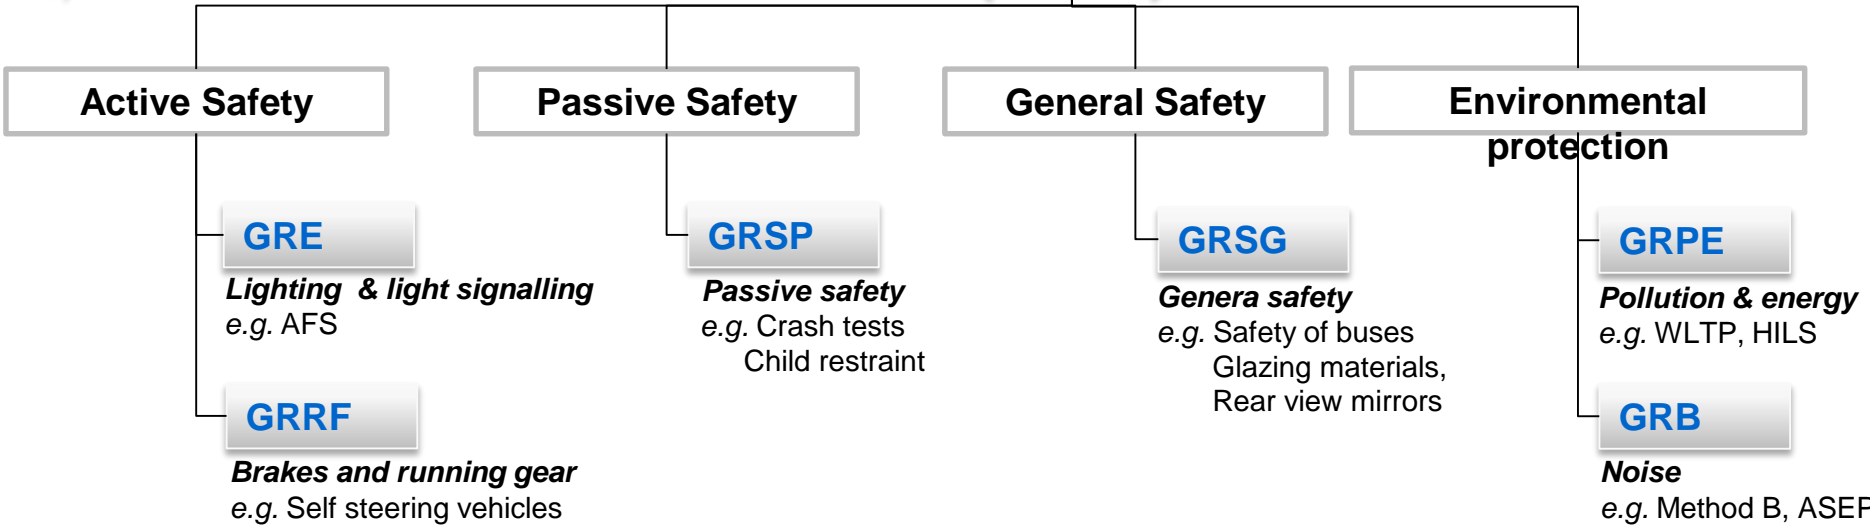 Active Safety
Passive Safety
General Safety
Environmental
protection
GRE
Lighting & light signalling
e.g. AFS
GRRF
Brakes and running gear
e.g. Self steering vehicles
GRSP
Passive safety
e.g. Crash tests
Child restraint
GRSG
Genera safety
e.g. Safety of buses
Glazing materials,
Rear view mirrors
GRPE
Pollution & energy
e.g. WLTP, HILS
GRB
Noise
e.g. Method B, ASEP